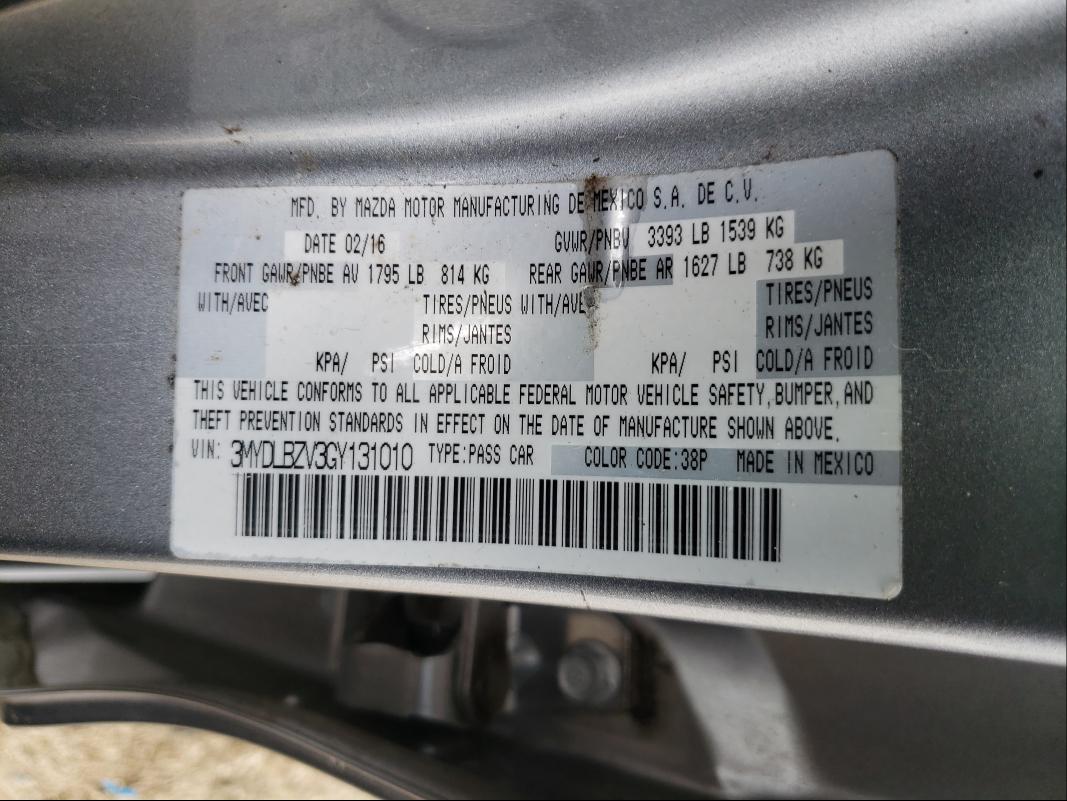 MFD. BY MAZDA MOTOR MANUFACTURING DE MEXICO S.A. DE C.V.
DATE 02/16 GVWR/PNBV 3393 LB 1539 KG
FRONT GAWR/PNBE AV 1795 LB 814 KG REAR GAWR/PNBE AR 1627 LB 738 KG
WITH/AVEC TIRES/PNEUS WITH/AVEC TIRES/PNEUS
RIMS/JANTES RIMS/JANTES
KPA/ PSI COLD/A FROID KPA/ PSI COLD/A FROID
THIS VEHICLE CONFORMS TO ALL APPLICABLE FEDERAL MOTOR VEHICLE SAFETY, BUMPER, AND
THEFT PREVENTION STANDARDS IN EFFECT ON THE DATE OF MANUFACTURE SHOWN ABOVE.
VIN: 3MYDLBZV3GY131010 TYPE:PASS CAR COLOR CODE:38P MADE IN MEXICO